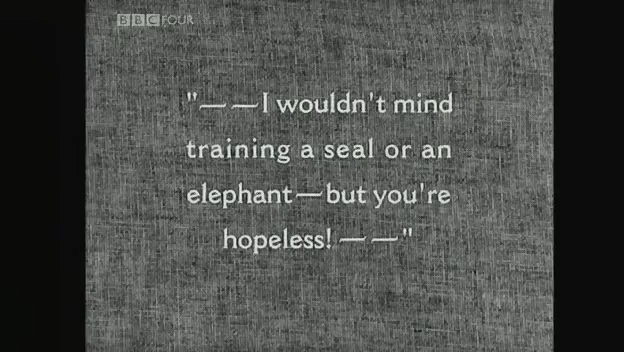 BBC FOUR
"— —I wouldn't mind
training a seal or an
elephant—but you're
hopeless! — —"